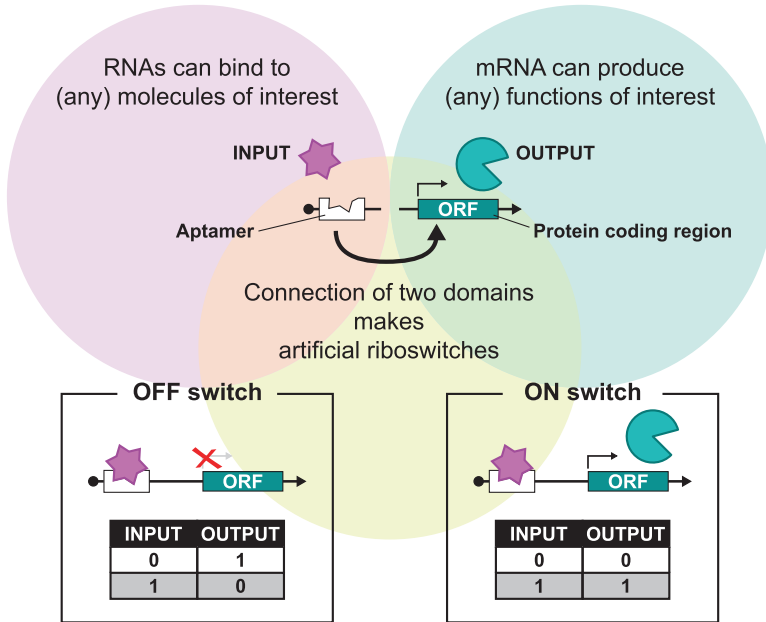 RNAs can bind to
(any) molecules of interest
mRNA can produce
(any) functions of interest
INPUT
OUTPUT
ORF
Aptamer
Protein coding region
Connection of two domains
makes
artificial riboswitches
OFF switch
ORF
INPUT OUTPUT
0 1
1 0
ON switch
ORF
INPUT OUTPUT
0 0
1 1